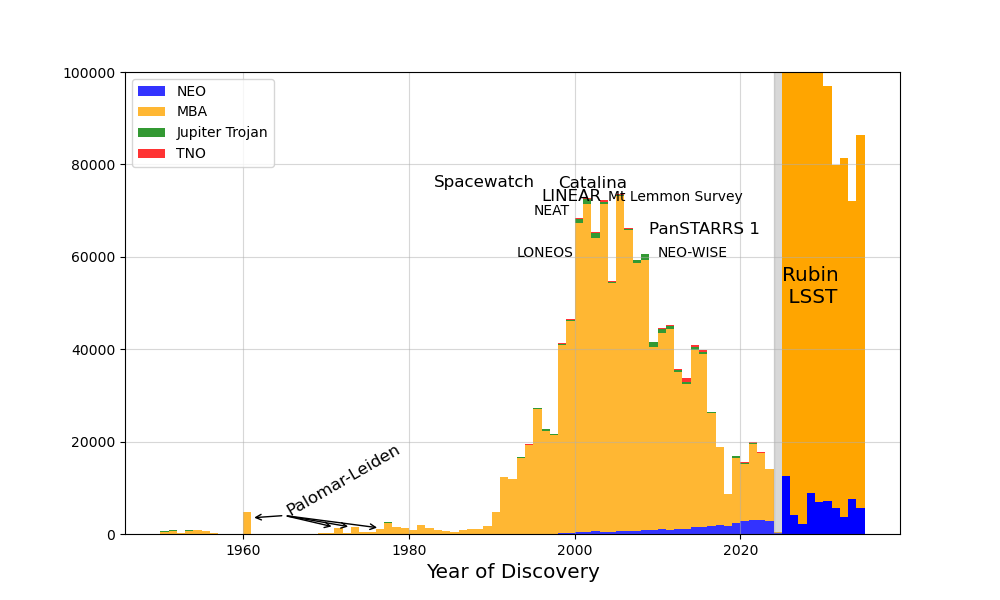 100000
80000
60000
40000
20000
0
NEO
MBA
Jupiter Trojan
TNO
Spacewatch
Catalina
LINEAR
Mt Lemmon Survey
NEAT
PanSTARRS 1
LONEOS
NEO-WISE
Rubin
LSST
Palomar-Leiden
1960
1980
2000
2020
Year of Discovery